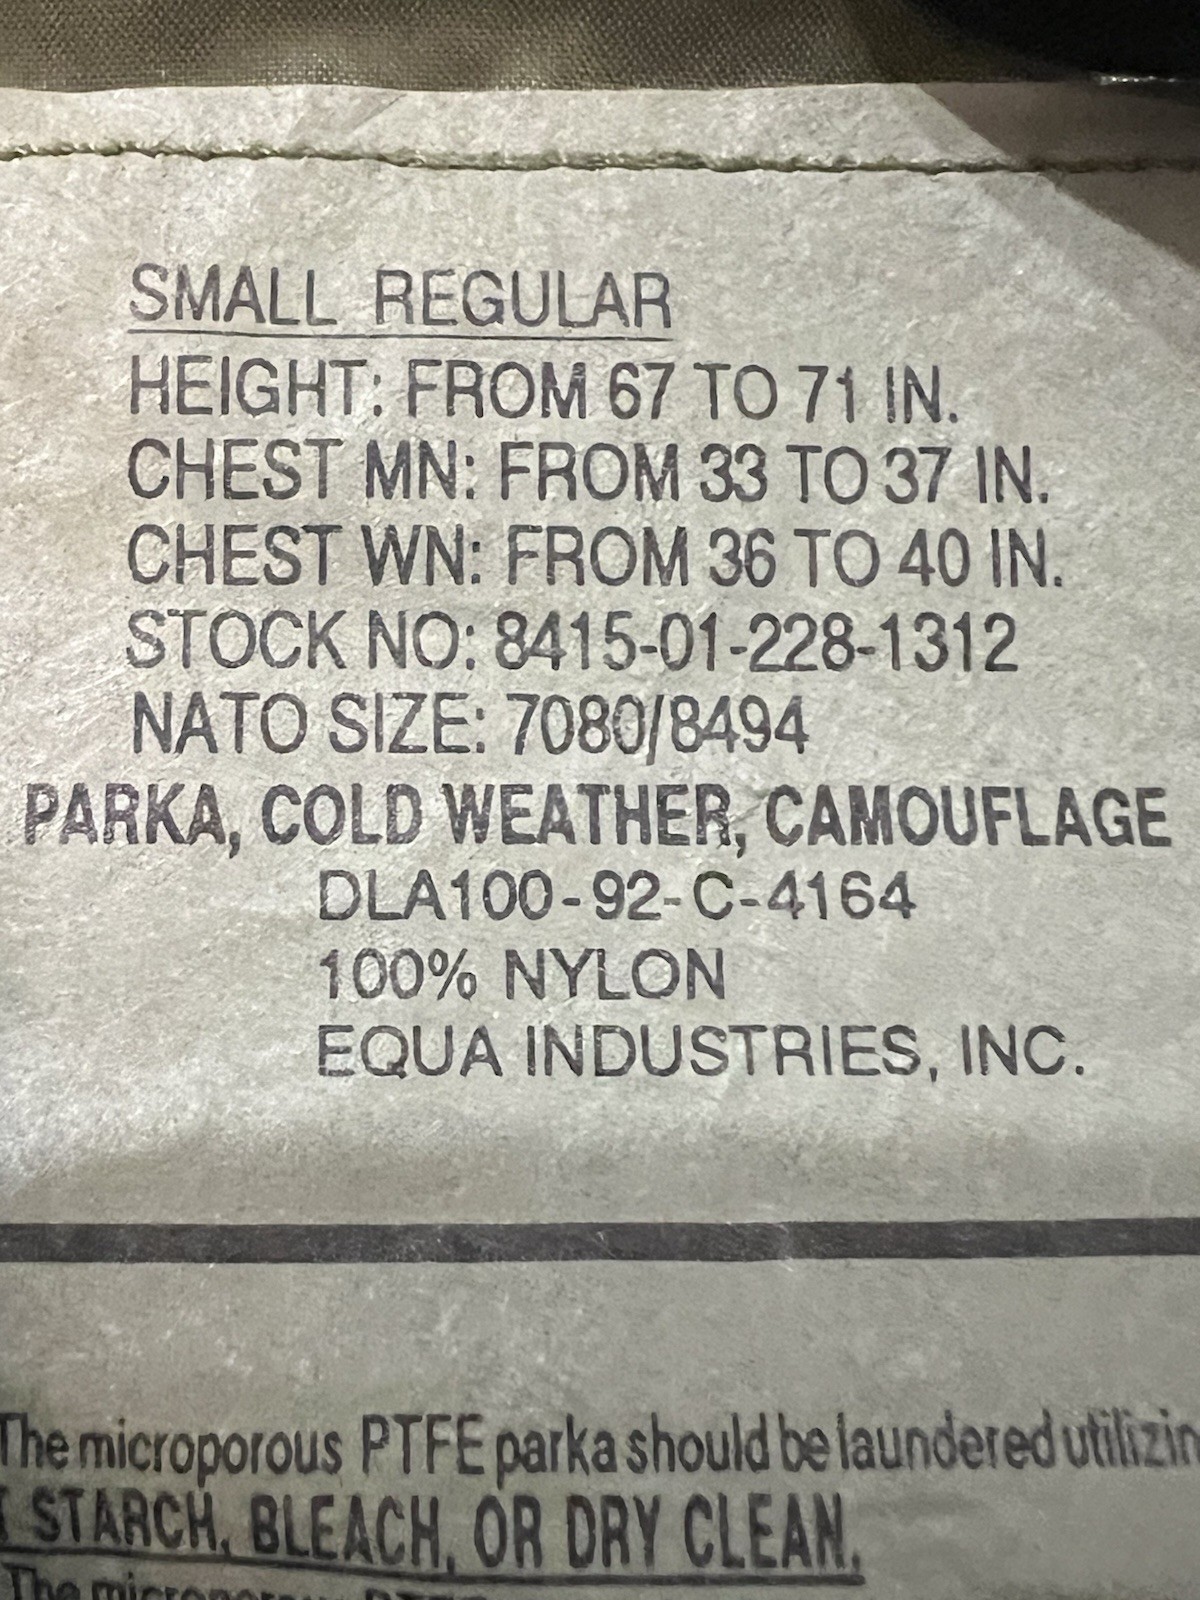 SMALL REGULAR
HEIGHT: FROM 67 TO 71 IN.
CHEST MN: FROM 33 TO 37 IN.
CHEST WN: FROM 36 TO 40 IN.
STOCK NO: 8415-01-228-1312
NATO SIZE: 7080/8494
PARKA, COLD WEATHER, CAMOUFLAGE
DLA100-92-C-4164
100% NYLON
EQUA INDUSTRIES, INC.
The microporous PTFE parka should be laundered utilizin
STARCH, BLEACH, OR DRY CLEAN.
The microporous PTFE